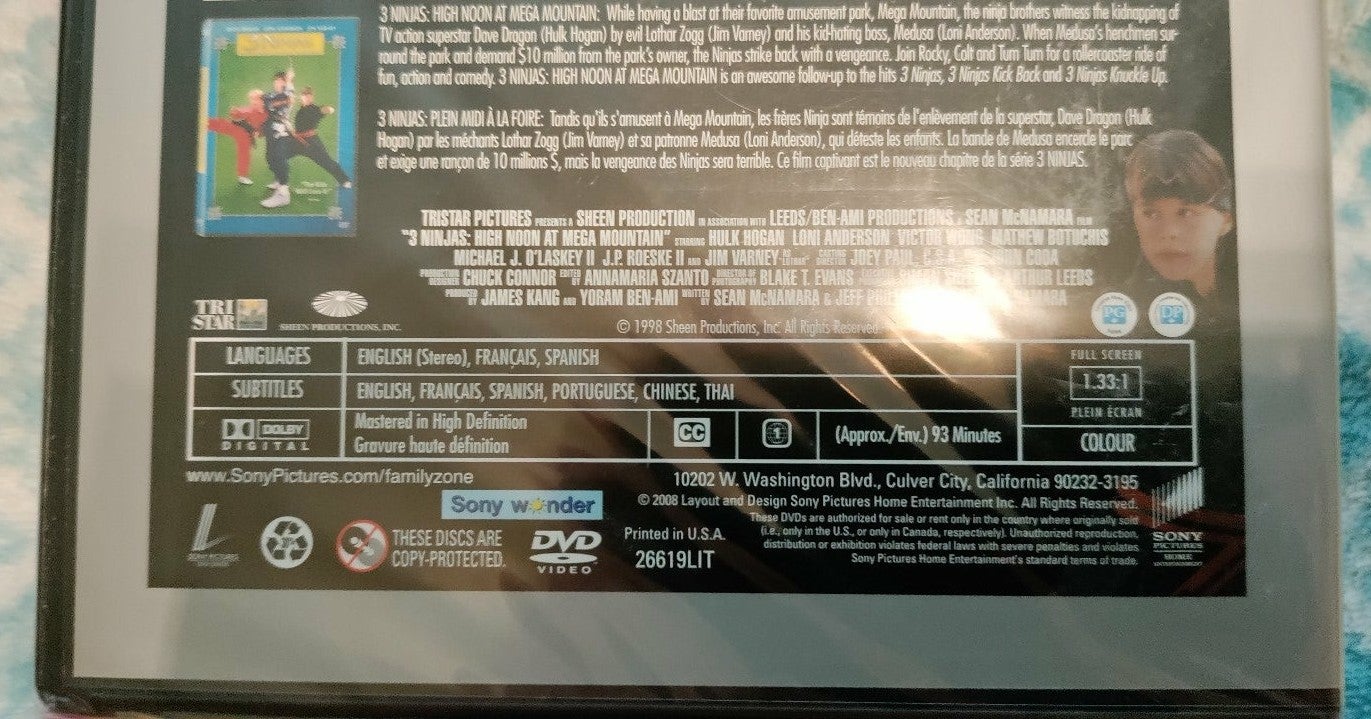 3 NINJAS: HIGH NOON AT MEGA MOUNTAIN: While having a blast at their favorite amusement park, Mega Mountain, the ninja brothers witness the kidnapping of
TV action superstar Dave Dragon (Hulk Hogan) by evil Lothar Zogg (Jim Varney) and his kid-hating boss, Medusa (Loni Anderson). When Medusa's henchmen sur-
round the park and demand $10 million from the park's owner, the Ninjas strike back with a vengeance. Join Rocky, Colt and Tum Tum for a rollercoaster ride of
fun, action and comedy. 3 NINJAS: HIGH NOON AT MEGA MOUNTAIN is an awesome follow-up to the hits 3 Ninjas, 3 Ninjas Kick Back and 3 Ninjas Knuckle Up.
3 NINJAS: PLEIN MIDI À LA FOIRE: Tandis qu'ils s'amusent à Mega Mountain, les frères Ninja sont témoins de l'enlèvement de la superstar, Dave Dragon (Hulk
Hogan) par les méchants Lothar Zogg (Jim Varney) et sa patronne Medusa (Loni Anderson), qui déteste les enfants. La bande de Medusa encercle le parc
et exige une rançon de 10 millions $, mais la vengeance des Ninjas sera terrible. Ce film captivant est le nouveau chapitre de la série 3 NINJAS.
TRISTAR PICTURES PRESENTS A SHEEN PRODUCTION IN ASSOCIATION WITH LEEDS/BEN-AMI PRODUCTIONS A SEAN McNAMARA FILM
"3 NINJAS: HIGH NOON AT MEGA MOUNTAIN" STARRING HULK HOGAN LONI ANDERSON VICTOR WONG MATHEW BOTUCHIS
MICHAEL J. O'LASKEY II J.P. ROESKE II AND JIM VARNEY AS "LOTHAR" CASTING DIRECTOR JOEY PAUL, C.S.A. JOHN CODA
PRODUCTION DESIGNER CHUCK CONNOR EDITED BY ANNAMARIA SZANTO DIRECTOR OF PHOTOGRAPHY BLAKE T. EVANS EXECUTIVE ARTHUR LEEDS
PRODUCED BY JAMES KANG AND YORAM BEN-AMI WRITTEN BY SEAN McNAMARA & JEFF
TRI
STAR
SHEEN PRODUCTIONS, INC.
© 1998 Sheen Productions, Inc. All Rights Reserved.
PG
DP
LANGUAGES
ENGLISH (Stereo), FRANÇAIS, SPANISH
SUBTITLES
ENGLISH, FRANÇAIS, SPANISH, PORTUGUESE, CHINESE, THAI
DOLBY
DIGITAL
Mastered in High Definition
Gravure haute définition
CC
1
(Approx./Env.) 93 Minutes
FULL SCREEN
1.33:1
PLEIN ÉCRAN
COLOUR
www.SonyPictures.com/familyzone
Sony wonder
THESE DISCS ARE
COPY-PROTECTED.
DVD
VIDEO
Printed in U.S.A.
26619LIT
10202 W. Washington Blvd., Culver City, California 90232-3195
© 2008 Layout and Design Sony Pictures Home Entertainment Inc. All Rights Reserved.
These DVDs are authorized for sale or rent only in the country where originally sold
(i.e., only in the U.S., or only in Canada, respectively). Unauthorized reproduction,
distribution or exhibition violates federal laws with severe penalties and violates
Sony Pictures Home Entertainment's standard terms of trade.
SONY
PICTURES
HOME
ENTERTAINMENT